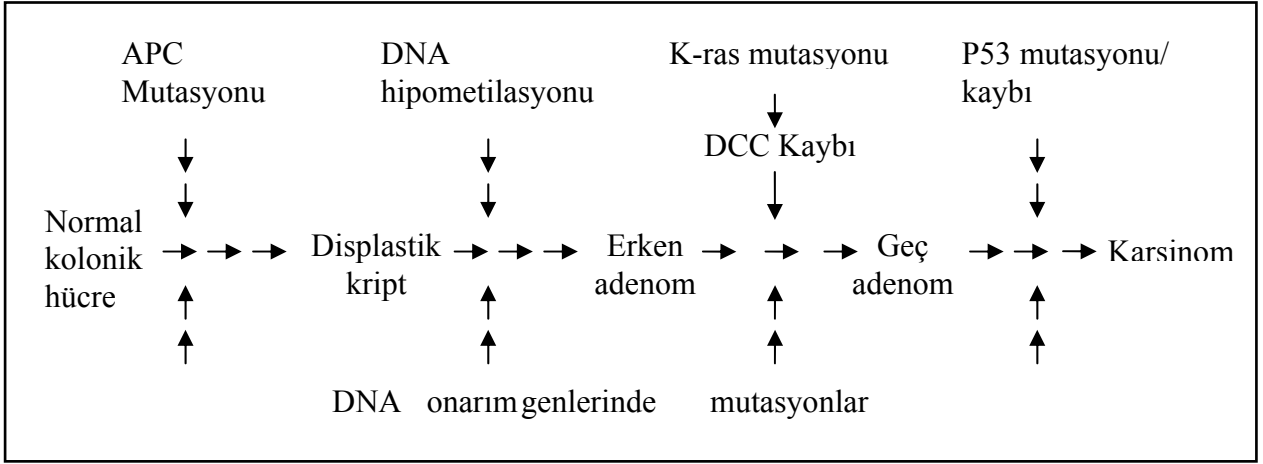 APC
Mutasyonu
DNA
hipometilasyonu
K-ras mutasyonu
P53 mutasyonu/
kaybı
DCC Kaybı
Normal
kolonik
hücre
Displastik
kript
Erken
adenom
Geç
adenom
Karsinom
DNA onarım genlerinde mutasyonlar